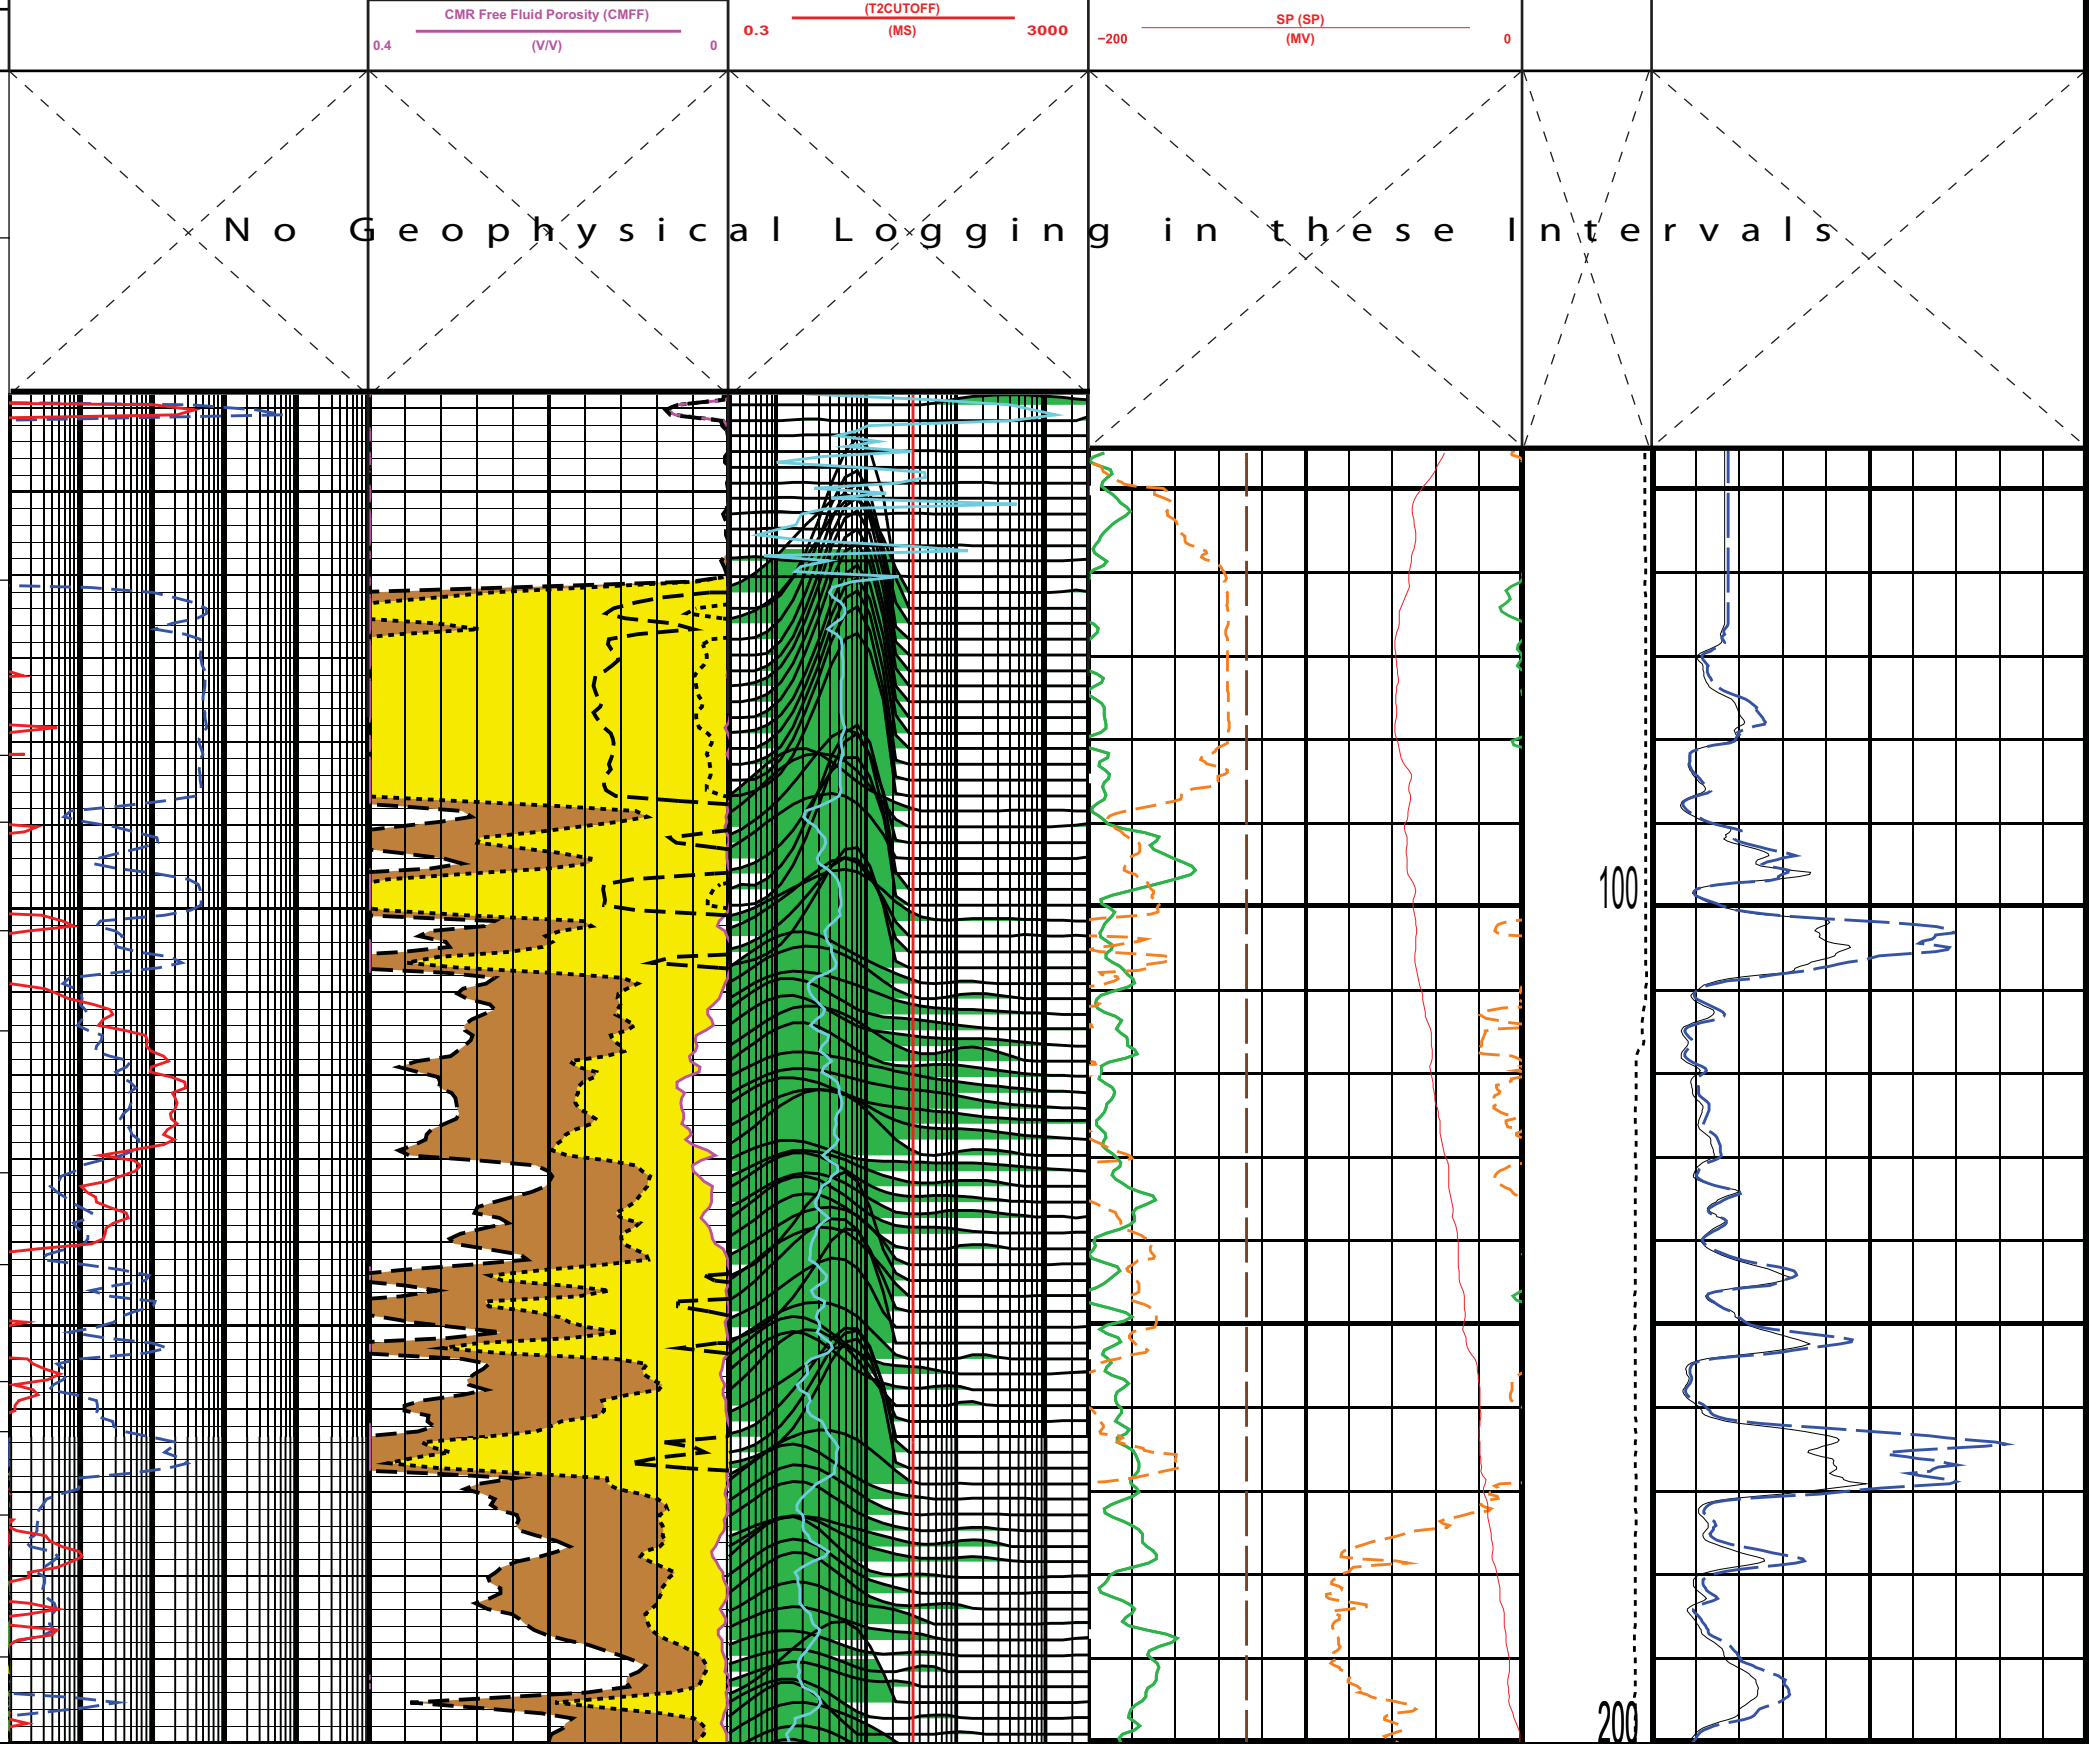 CMR Free Fluid Porosity (CMFF)
0.4 (V/V) 0
(T2CUTOFF)
0.3 (MS) 3000
SP (SP)
−200 (MV) 0
No Geophysical Logging in these Intervals
100
200